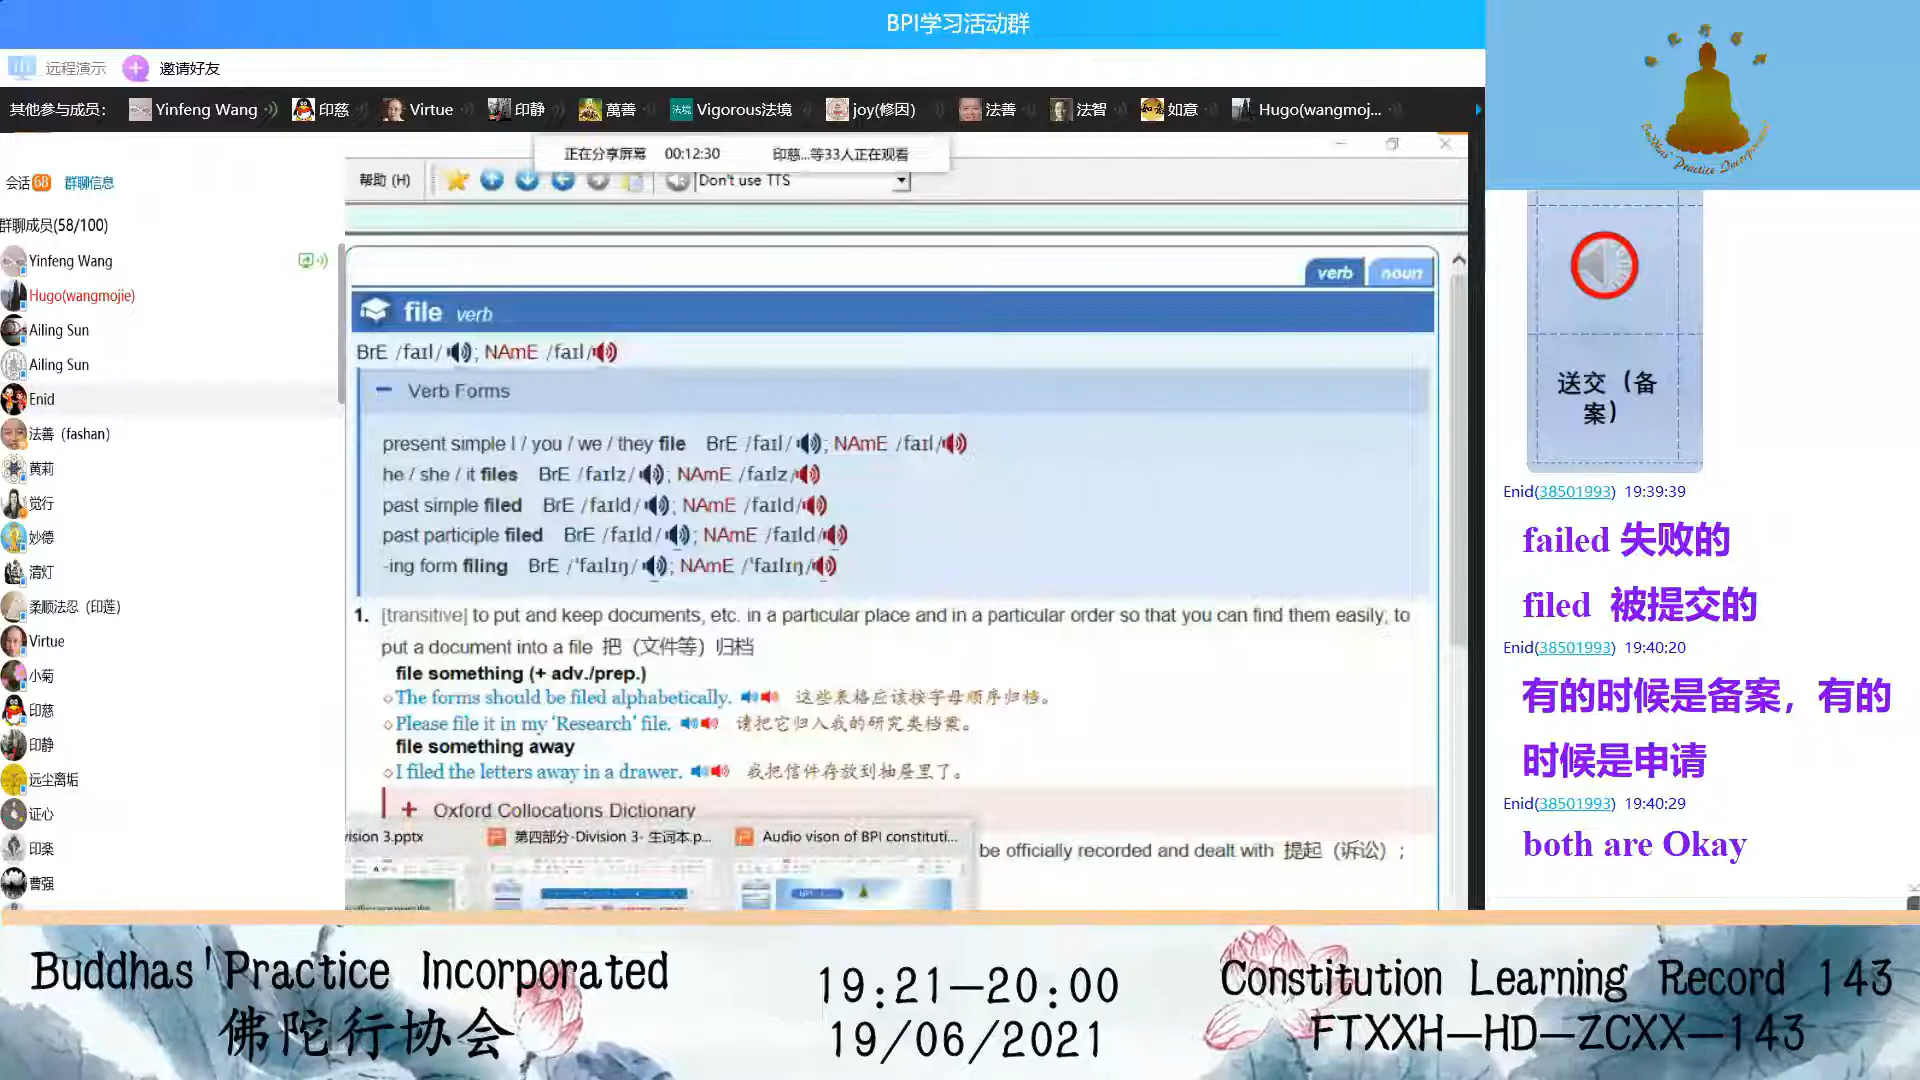 BPI学习活动群
远程演示 邀请好友
其他参与成员： Yinfeng Wang 印慈 Virtue 印静 萬善 法境 Vigorous法境 joy(修因) 法善 法智 如意 Hugo(wangmoj...
正在分享屏幕 00:12:30 印慈...等33人正在观看
会话 68 群聊信息
帮助 (H) Don't use TTS
群聊成员(58/100)
Yinfeng Wang
Hugo(wangmojie)
Ailing Sun
Ailing Sun
Enid
法善（fashan）
黄莉
觉行
妙德
清灯
柔顺法忍（印莲）
Virtue
小菊
印慈
印静
远尘离垢
证心
印楽
曹强
verb noun
file verb
BrE /faɪl/ ; NAmE /faɪl/
Verb Forms
present simple I / you / we / they file BrE /faɪl/ ; NAmE /faɪl/
he / she / it files BrE /faɪlz/ ; NAmE /faɪlz/
past simple filed BrE /faɪld/ ; NAmE /faɪld/
past participle filed BrE /faɪld/ ; NAmE /faɪld/
-ing form filing BrE /ˈfaɪlɪŋ/ ; NAmE /ˈfaɪlɪŋ/
1. [transitive] to put and keep documents, etc. in a particular place and in a particular order so that you can find them easily; to
put a document into a file 把（文件等）归档
file something (+ adv./prep.)
The forms should be filed alphabetically. 这些表格应该按字母顺序归档。
Please file it in my ‘Research’ file. 请把它归入我的研究类档案。
file something away
I filed the letters away in a drawer. 我把信件存放到抽屉里了。
+ Oxford Collocations Dictionary
vision 3.pptx 第四部分-Division 3- 生词本.p... Audio vison of BPI constituti...
be officially recorded and dealt with 提起（诉讼）；
Buddhas' Practice Incorporated
送交（备
案）
Enid(38501993) 19:39:39
failed 失败的
filed 被提交的
Enid(38501993) 19:40:20
有的时候是备案，有的
时候是申请
Enid(38501993) 19:40:29
both are Okay
Buddhas' Practice Incorporated
佛陀行协会
19:21—20:00
19/06/2021
Constitution Learning Record 143
FTXXH—HD—ZCXX—143